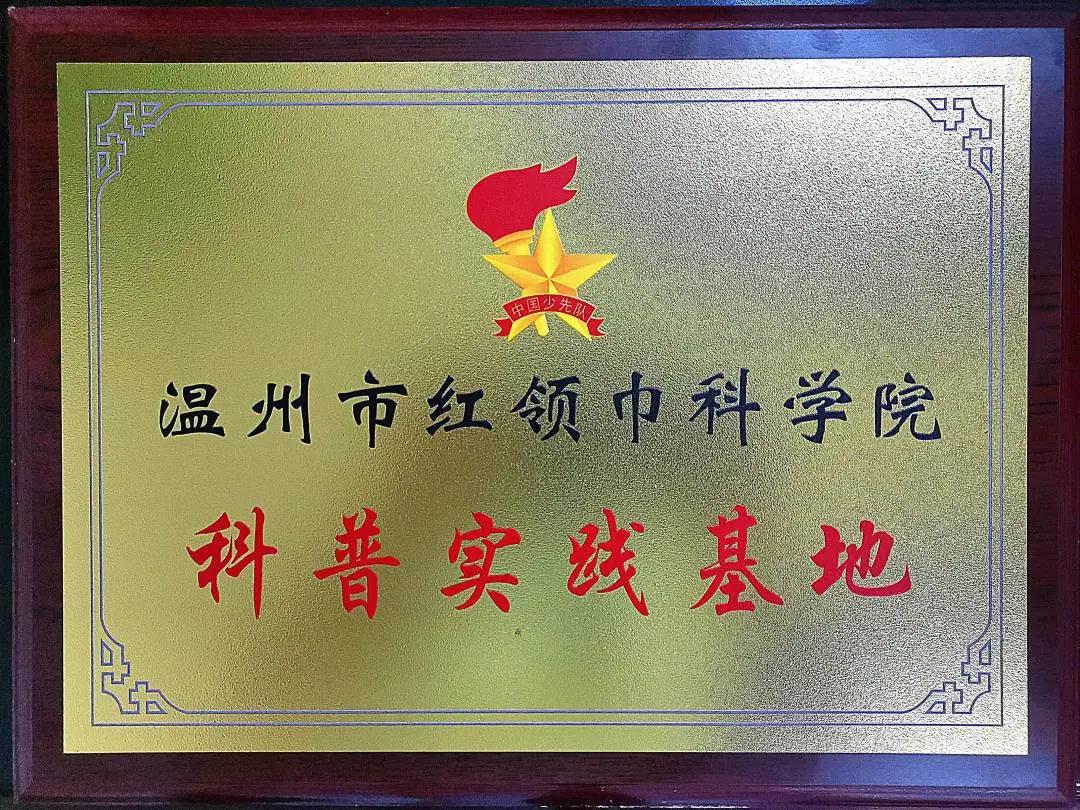 中国少先队
温州市红领巾科学院
科普实践基地